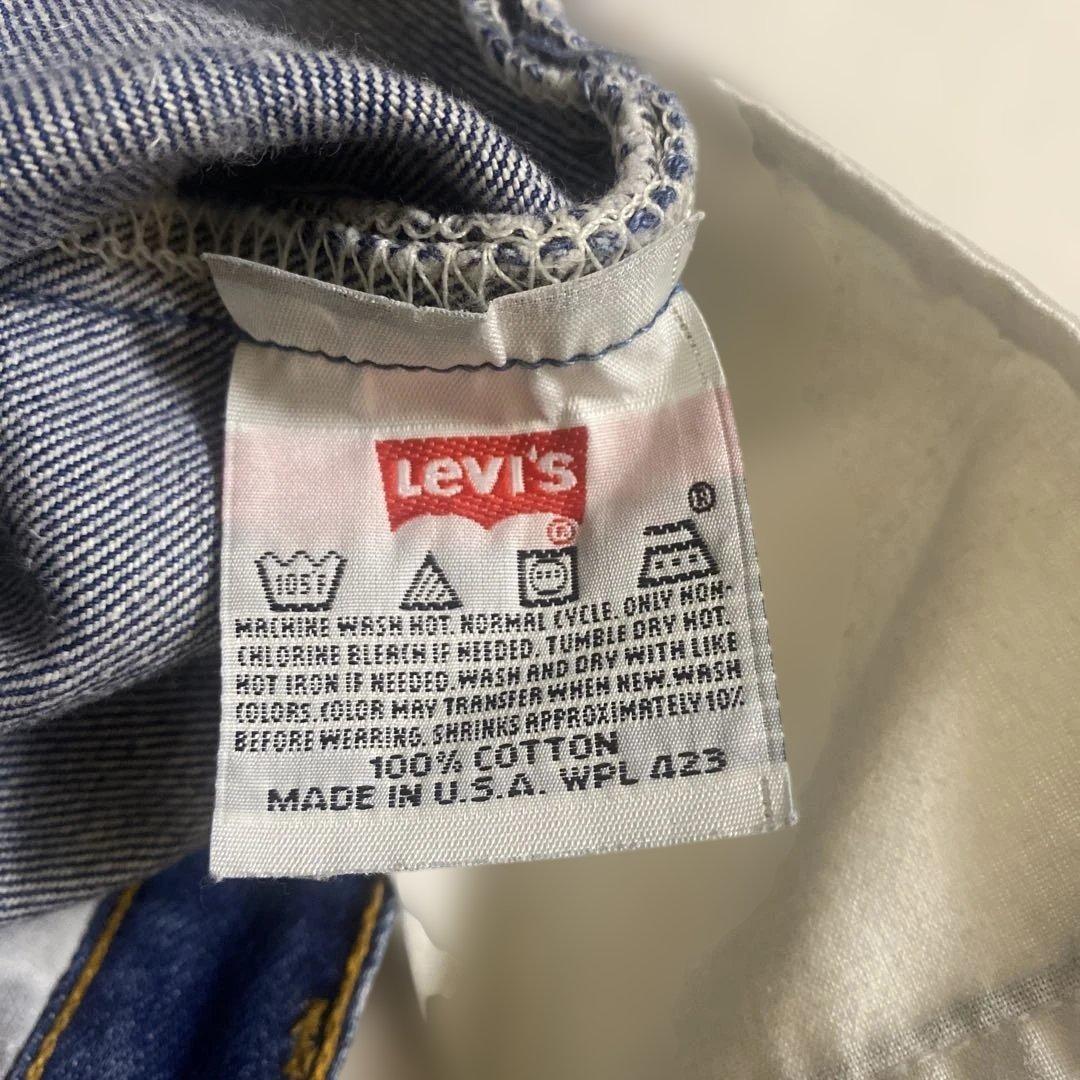 LEVI'S
®
®
105°
MACHINE WASH HOT. NORMAL CYCLE. ONLY NON-
CHLORINE BLEACH IF NEEDED. TUMBLE DRY HOT.
HOT IRON IF NEEDED. WASH AND DRY WITH LIKE
COLORS. COLOR MAY TRANSFER WHEN NEW. WASH
BEFORE WEARING. SHRINKS APPROXIMATELY 10%
100% COTTON
MADE IN U.S.A. WPL 423